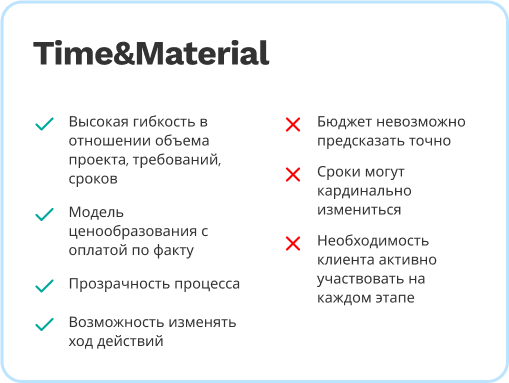 Time&Material
Высокая гибкость в
отношении объема
проекта, требований,
сроков
Модель
ценообразования с
оплатой по факту
Прозрачность процесса
Возможность изменять
ход действий
Бюджет невозможно
предсказать точно
Сроки могут
кардинально
измениться
Необходимость
клиента активно
участвовать на
каждом этапе